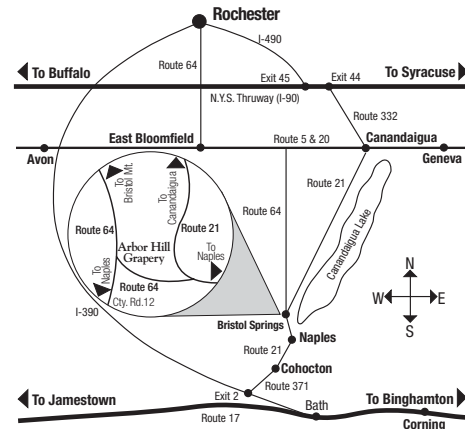 Rochester
I-490
Route 64
To Buffalo
Exit 45
Exit 44
To Syracuse
N.Y.S. Thruway (I-90)
Route 332
East Bloomfield
Route 5 & 20
Canandaigua
Avon
Geneva
To
Bristol Mt.
To
Canandaigua
Route 21
Route 64
Canandaigua Lake
Route 64
Route 21
Arbor Hill
Grapery
To
Naples
To
Naples
Route 64
Cty. Rd.12
I-390
N
W
E
S
Bristol Springs
Naples
Route 21
Cohocton
Route 371
To Jamestown
Exit 2
To Binghamton
Route 17
Bath
Corning